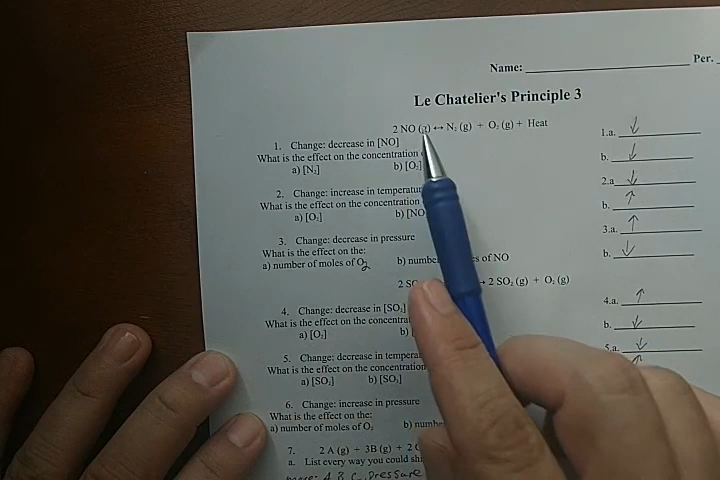 Name: Per.
Le Chatelier's Principle 3
2 NO (g) ↔ N₂ (g) + O₂ (g) + Heat
1. Change: decrease in [NO] 1.a. ↓
What is the effect on the concentration
a) [N₂] b) [O₂] b. ↓
2. Change: increase in temperatur 2.a ↓
What is the effect on the concentration
a) [O₂] b) [NO b. ↑
3. Change: decrease in pressure 3.a. ↑
What is the effect on the:
a) number of moles of O₂ b) numbe s of NO b. ↓
2 SO 2 SO₂ (g) + O₂ (g)
4. Change: decrease in [SO₃] 4.a. ↑
What is the effect on the concentra
a) [O₂] b) b. ↓
5. Change: decrease in tempera 5.a. ↓
What is the effect on the concentration
a) [SO₂] b) [SO₃] ↑
6. Change: increase in pressure
What is the effect on the:
a) number of moles of O₂ b) numbe
7. 2 A (g) + 3B (g) + 2
a. List every way you could shi
more: A, B, C, pressure